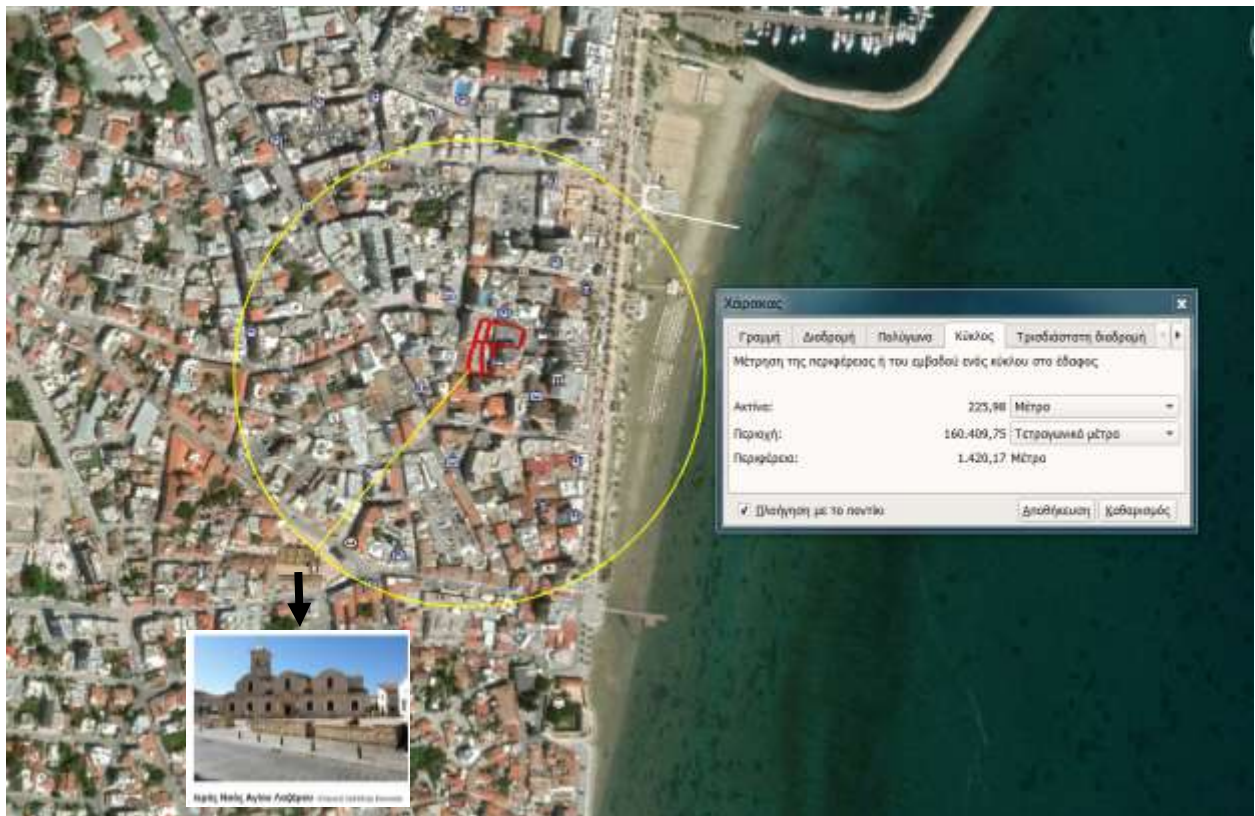 Χάρακας
Γραμμή Διαδρομή Πολύγωνο Κύκλος Τρισδιάστατη διαδρομή
Μέτρηση της περιφέρειας ή του εμβαδού ενός κύκλου στο έδαφος
Ακτίνα: 225,98 Μέτρα
Περιοχή: 160.409,75 Τετραγωνικά μέτρα
Περιφέρεια: 1.420,17 Μέτρα
Πλοήγηση με το ποντίκι Αποθήκευση Καθαρισμός
Ιερός Ναός Αγίου Λαζάρου